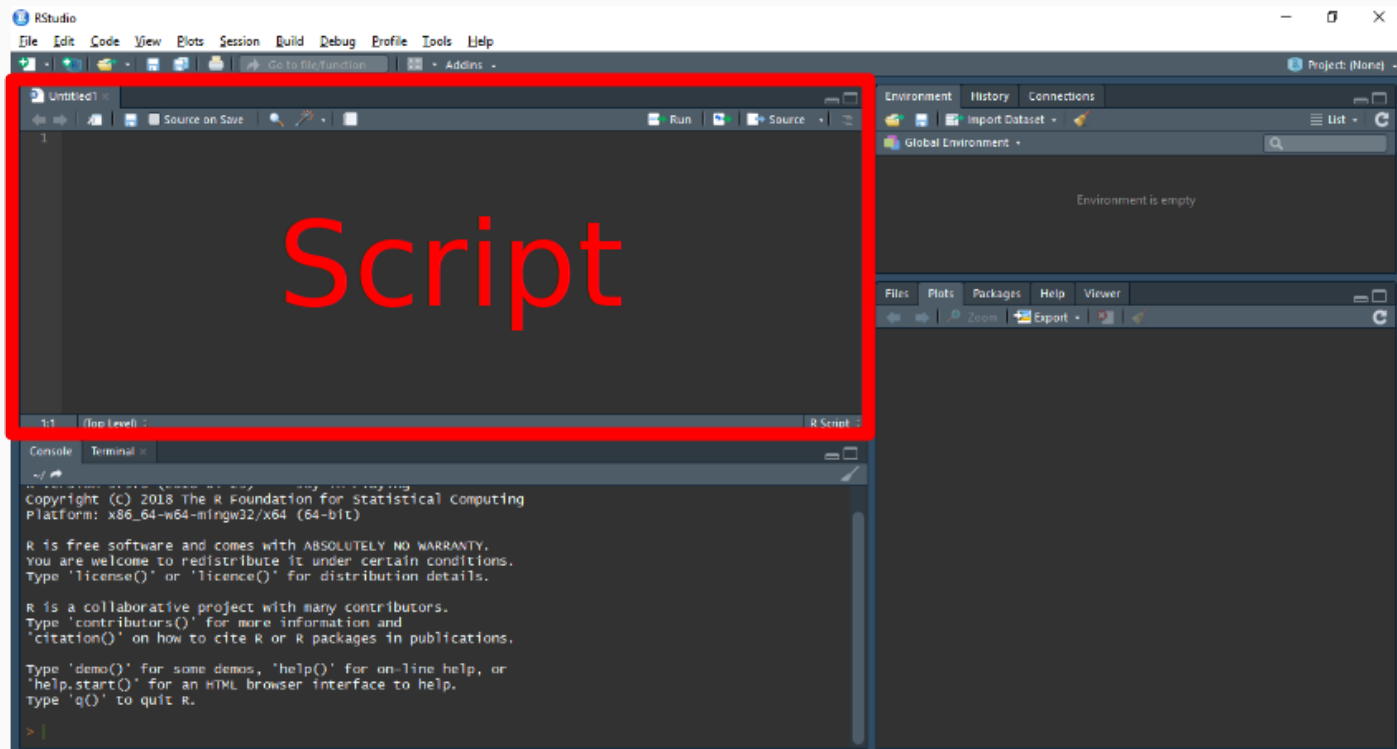 RStudio
File Edit Code View Plots Session Build Debug Profile Tools Help
Go to file/function Addins Project: (None)
Untitled1
Source on Save Run Source
1
Script
1:1 (Top Level) R Script
Console Terminal
~/
Copyright (C) 2018 The R Foundation for Statistical Computing
Platform: x86_64-w64-mingw32/x64 (64-bit)
R is free software and comes with ABSOLUTELY NO WARRANTY.
You are welcome to redistribute it under certain conditions.
Type 'license()' or 'licence()' for distribution details.
R is a collaborative project with many contributors.
Type 'contributors()' for more information and
'citation()' on how to cite R or R packages in publications.
Type 'demo()' for some demos, 'help()' for on-line help, or
'help.start()' for an HTML browser interface to help.
Type 'q()' to quit R.
>
Environment History Connections
Import Dataset List
Global Environment
Environment is empty
Files Plots Packages Help Viewer
Zoom Export